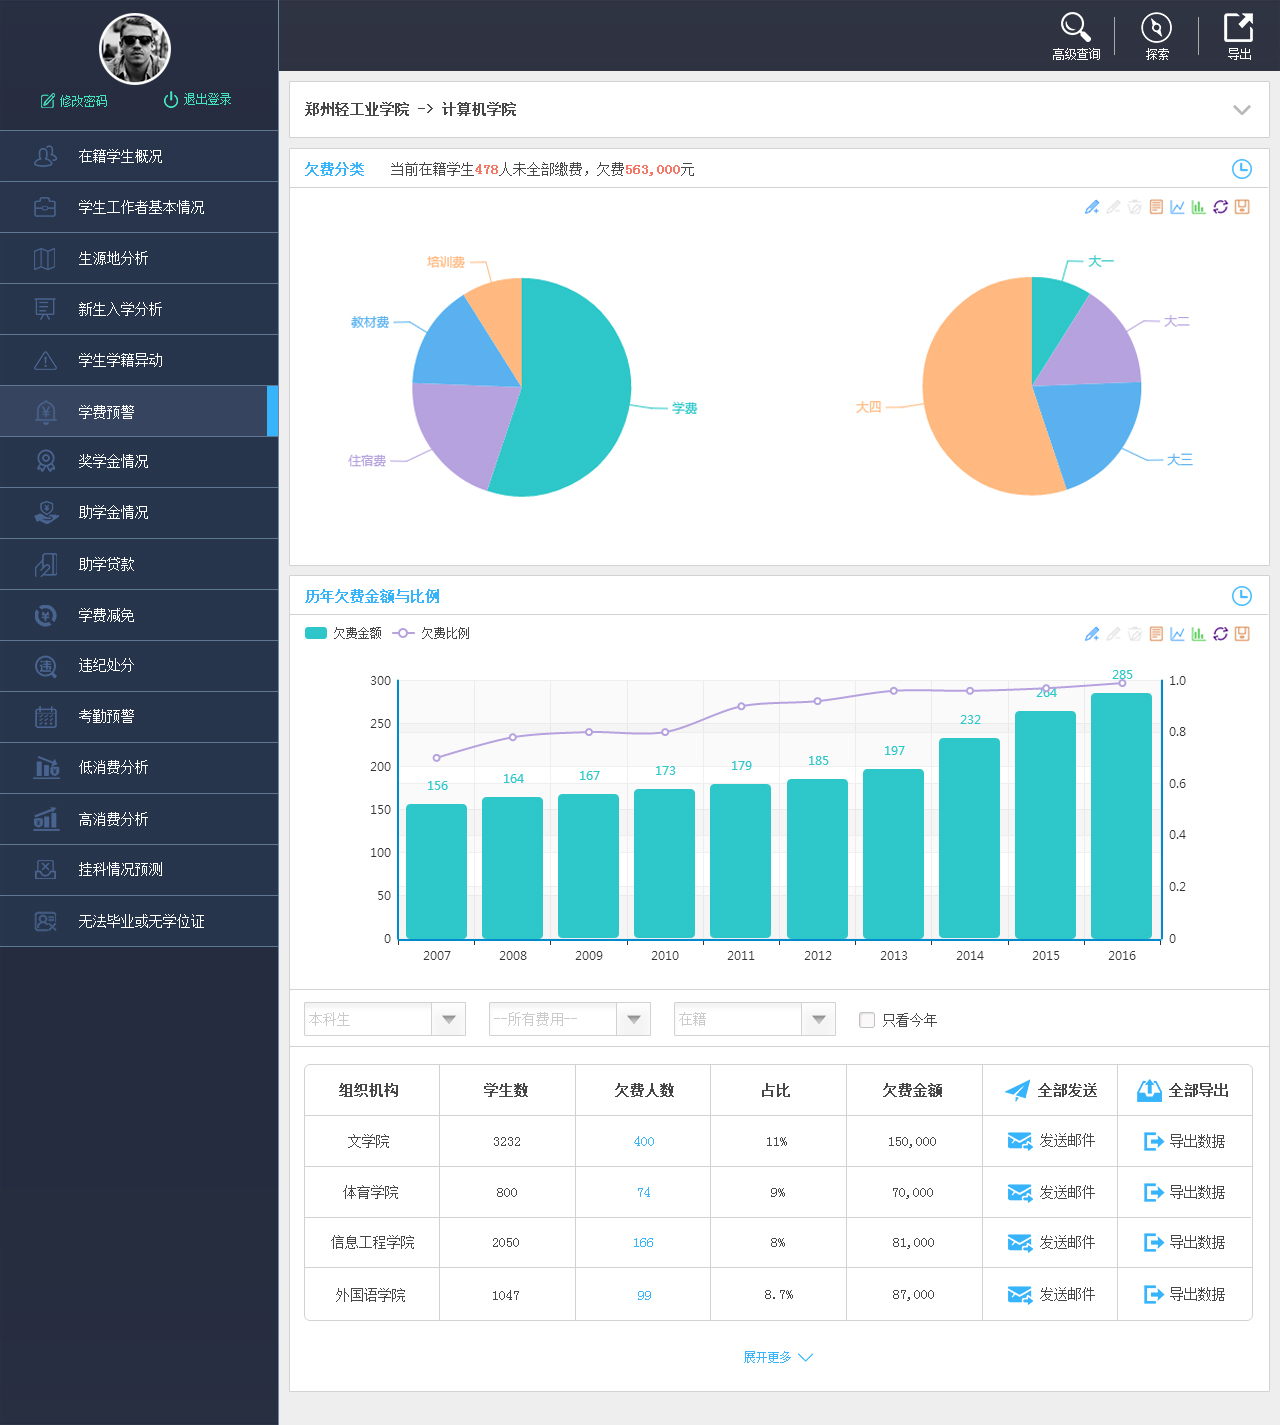 修改密码 退出登录
高级查询 探索 导出
在籍学生概况
学生工作者基本情况
生源地分析
新生入学分析
学生学籍异动
学费预警
奖学金情况
助学金情况
助学贷款
学费减免
违纪处分
考勤预警
低消费分析
高消费分析
挂科情况预测
无法毕业或无学位证
郑州轻工业学院 -> 计算机学院
欠费分类 当前在籍学生478人未全部缴费，欠费563,000元
培训费
教材费
学费
住宿费
大一
大二
大四
大三
历年欠费金额与比例
欠费金额 欠费比例
300 285 1.0
264
250 232 0.8
200 156 164 167 173 179 185 197 0.6
150
100 0.4
50 0.2
0 0
2007 2008 2009 2010 2011 2012 2013 2014 2015 2016
本科生 --所有费用-- 在籍 只看今年
组织机构 学生数 欠费人数 占比 欠费金额 全部发送 全部导出
文学院 3232 400 11% 150,000 发送邮件 导出数据
体育学院 800 74 9% 70,000 发送邮件 导出数据
信息工程学院 2050 166 8% 81,000 发送邮件 导出数据
外国语学院 1047 99 8.7% 87,000 发送邮件 导出数据
展开更多